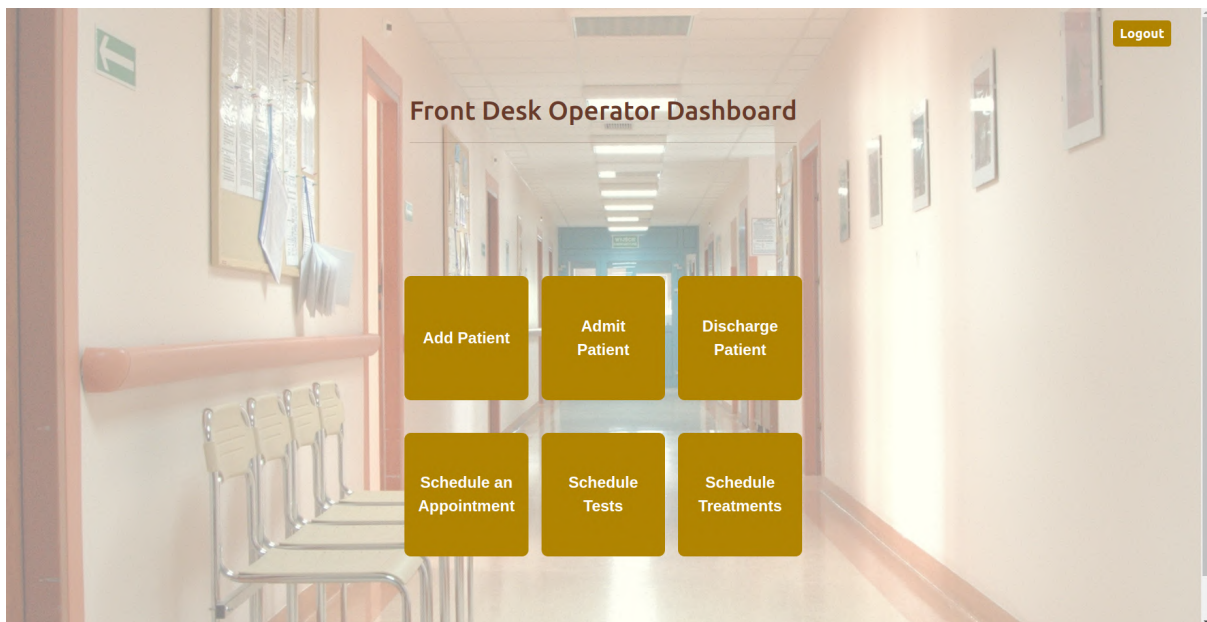 Logout
Front Desk Operator Dashboard
Add Patient
Admit
Patient
Discharge
Patient
Schedule an
Appointment
Schedule
Tests
Schedule
Treatments